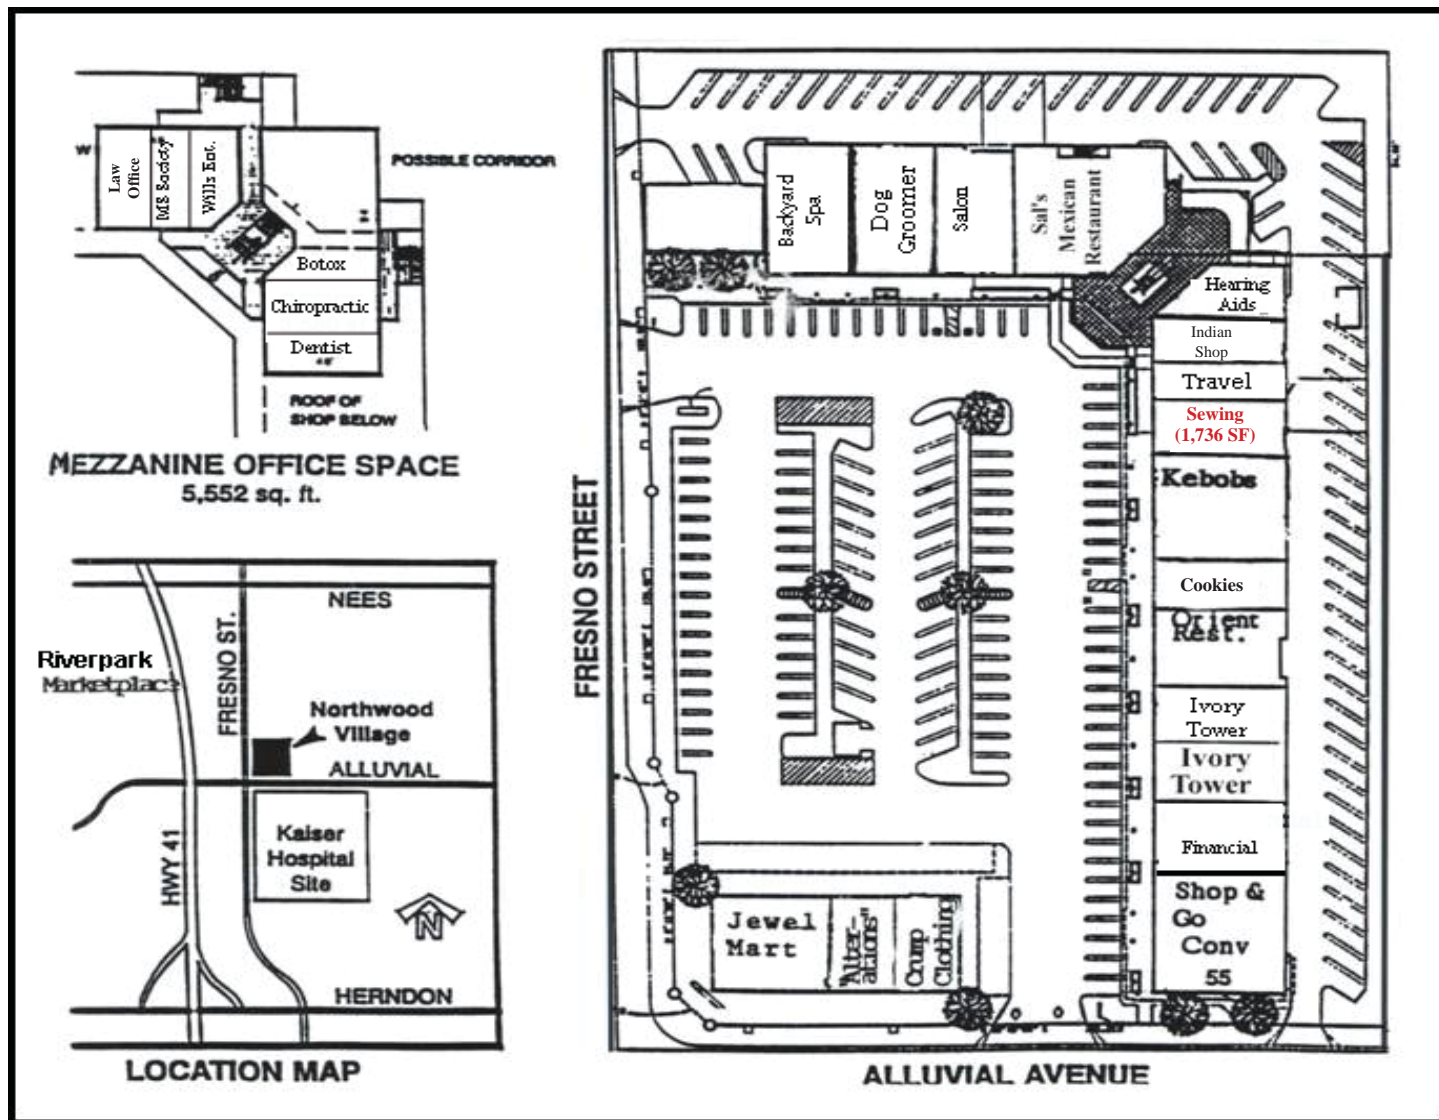 Law
Office
MS Society
Wills Ent.
POSSIBLE CORRIDOR
Botox
Chiropractic
Dentist
ROOF OF
SHOP BELOW
MEZZANINE OFFICE SPACE
5,552 sq. ft.
NEES
FRESNO ST.
Riverpark
Marketplace
Northwood
Village
ALLUVIAL
HWY 41
Kaiser
Hospital
Site
N
HERNDON
LOCATION MAP
FRESNO STREET
Backyard
Spa
Dog
Groomer
Salon
Sal's
Mexican
Restaurant
Hearing
Aids
Indian
Shop
Travel
Sewing
(1,736 SF)
Kebobs
Cookies
Orient
Rest.
Ivory
Tower
Ivory
Tower
Financial
Shop &
Go
Conv
55
Jewel
Mart
"Alter-
ations"
Crump
Clothing
ALLUVIAL AVENUE